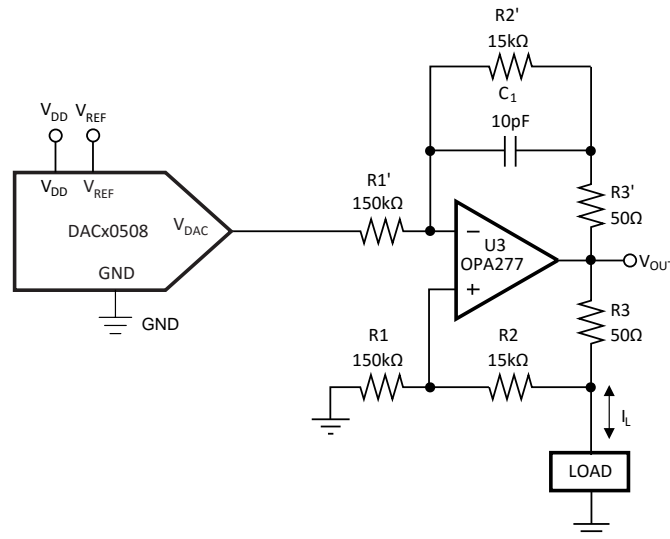 R2'
15kΩ
C1
10pF
VDD VREF
VDD VREF
DACx0508
VDAC
GND
GND
R1'
150kΩ
R3'
50Ω
U3
OPA277
VOUT
R3
50Ω
R1
150kΩ
R2
15kΩ
IL
LOAD